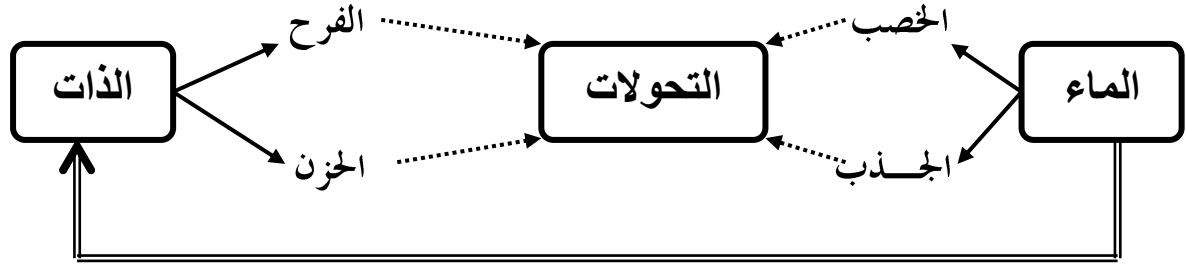 الخصب
الفرح
الماء
التحولات
الذات
الجـــذب
الحزن